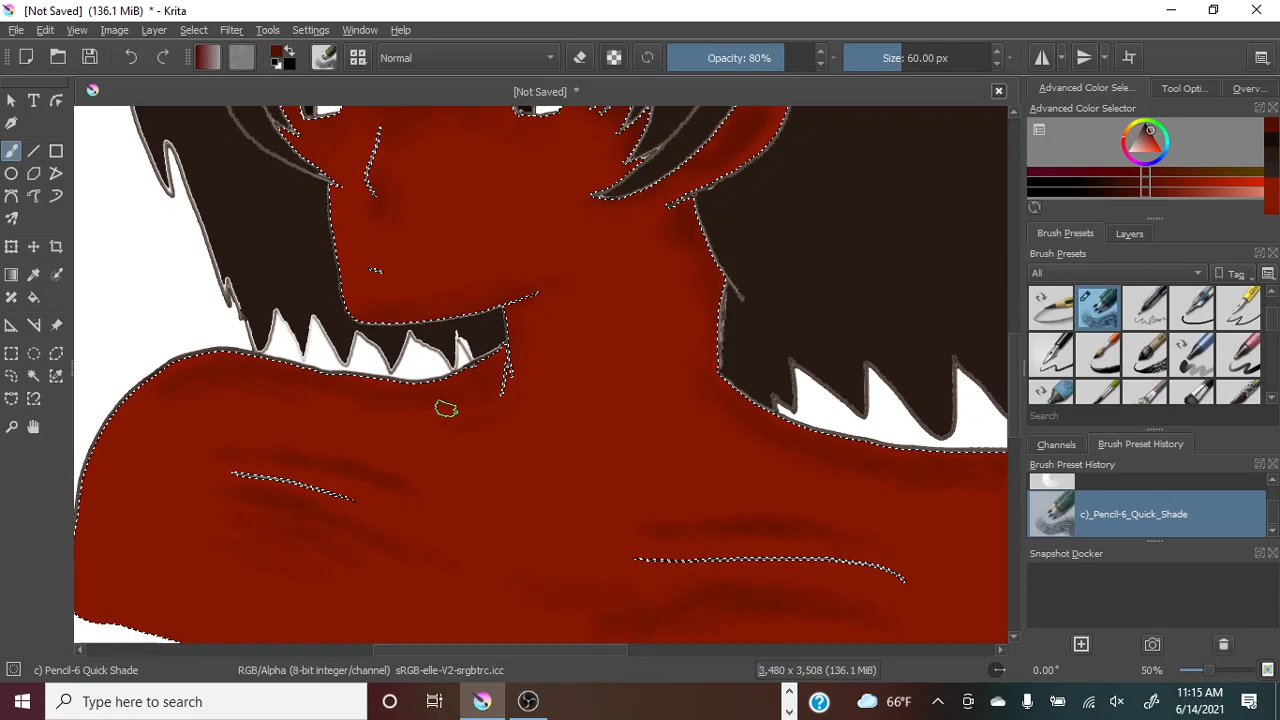 [Not Saved] (136.1 MiB) * - Krita
File Edit View Image Layer Select Filter Tools Settings Window Help
Normal
Opacity: 80%
Size: 60.00 px
[Not Saved] *
Advanced Color Sele...
Tool Opti...
Overv...
Advanced Color Selector
Brush Presets
Layers
Brush Presets
All
Tag
Search
Channels
Brush Preset History
Brush Preset History
c)_Pencil-6_Quick_Shade
Snapshot Docker
c) Pencil-6 Quick Shade
RGB/Alpha (8-bit integer/channel) sRGB-elle-V2-srgbtrc.icc
3,480 x 3,508 (136.1 MiB)
0.00°
50%
Type here to search
66°F
11:15 AM
6/14/2021